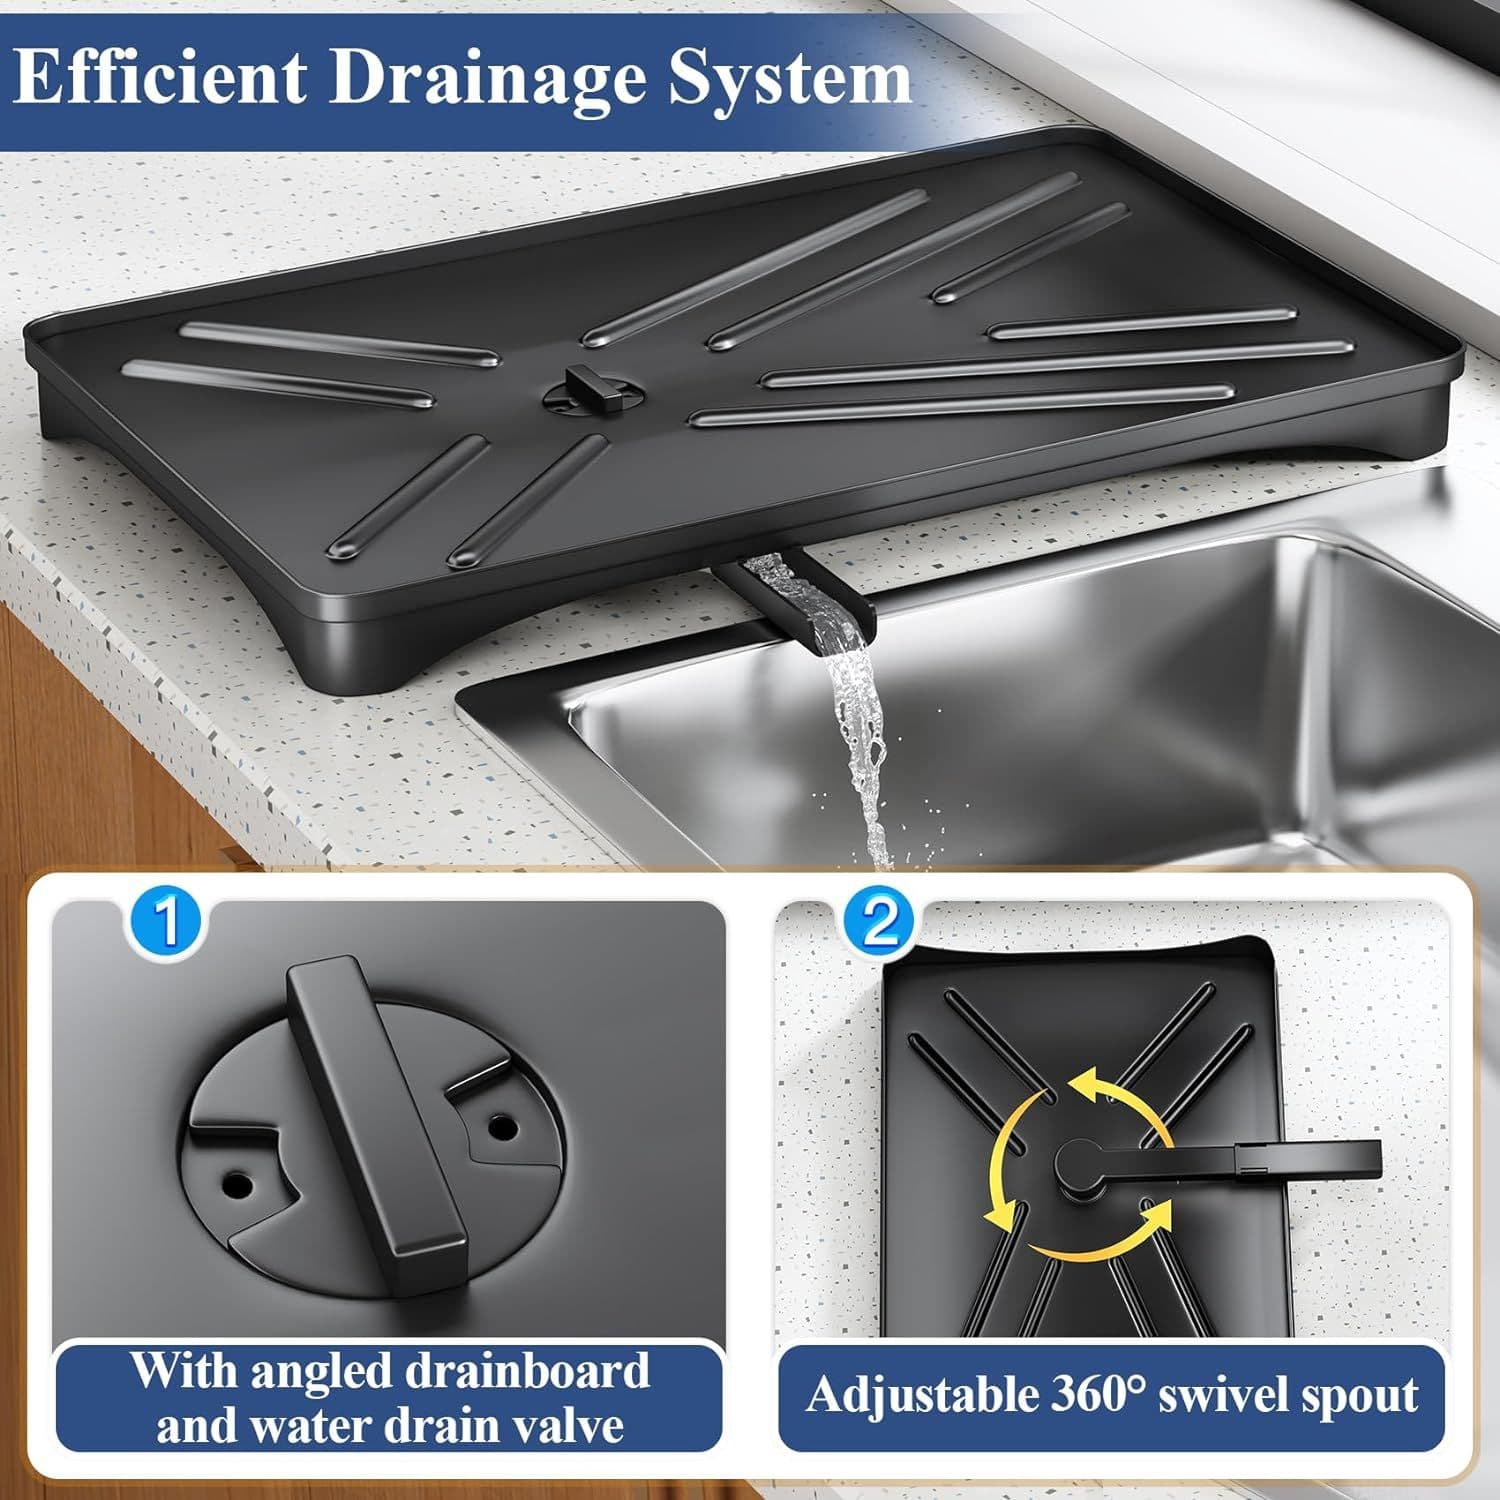 Efficient Drainage System
1
2
With angled drainboard
and water drain valve
Adjustable 360° swivel spout